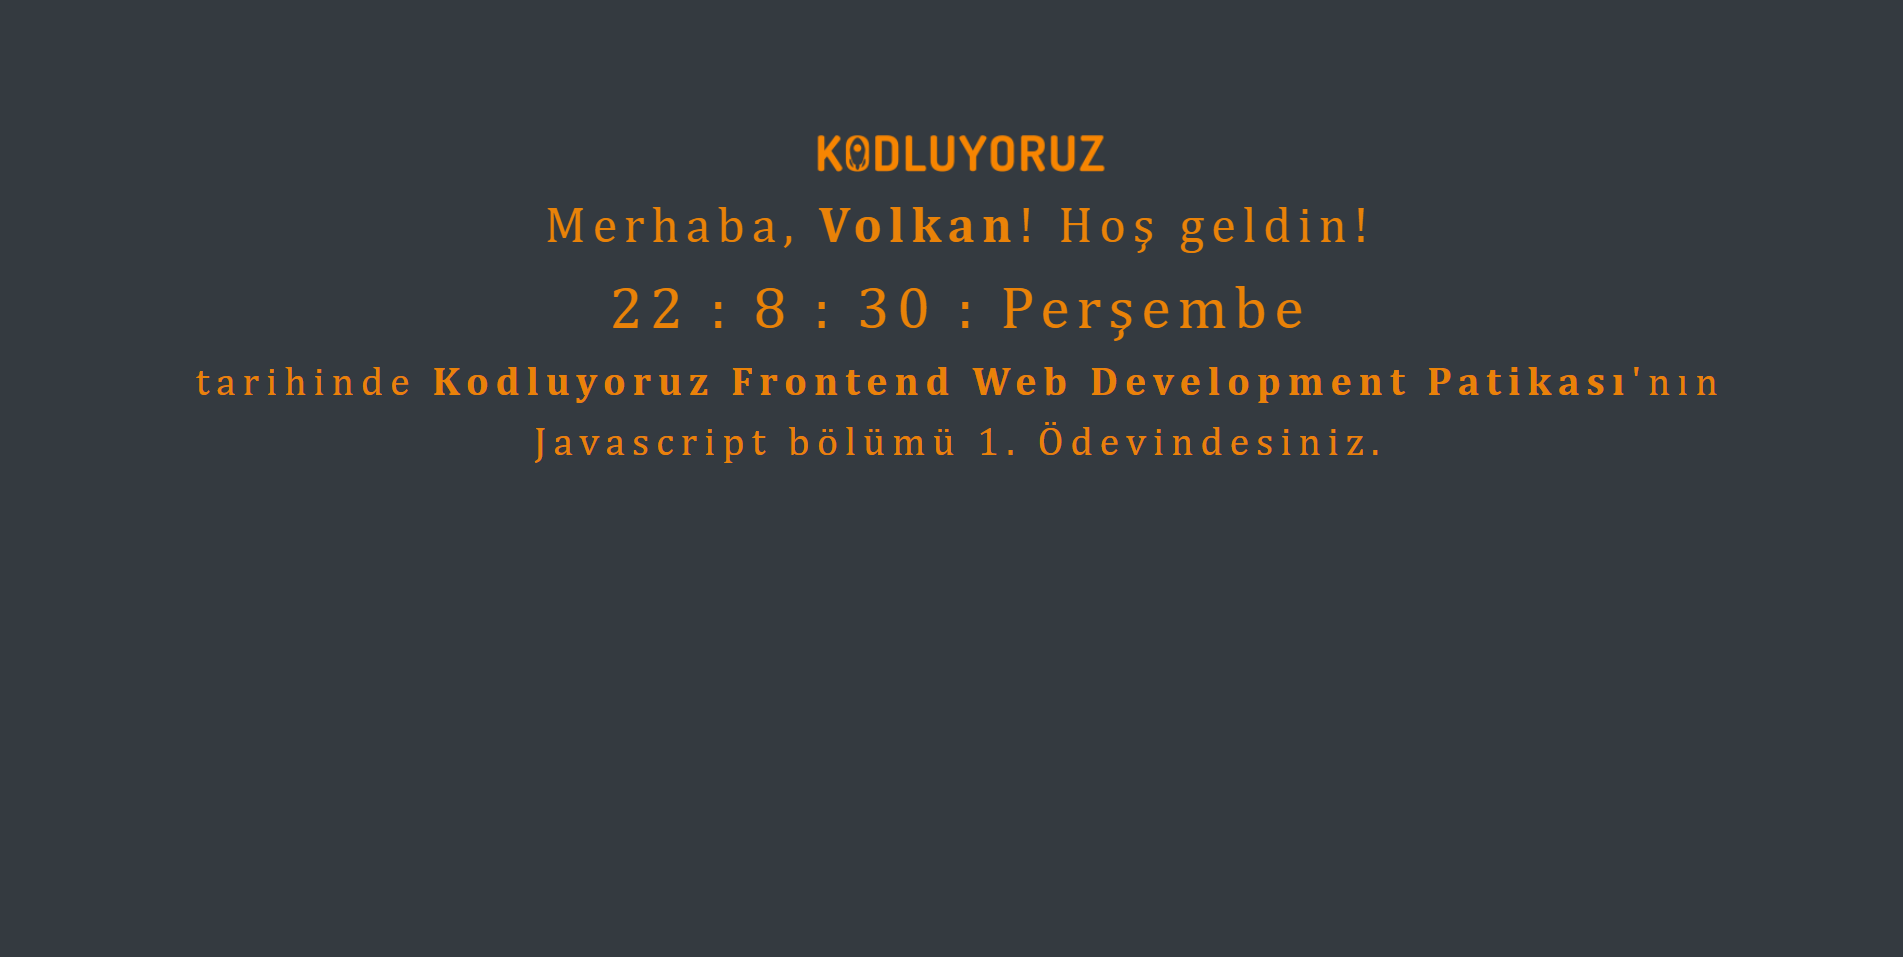 KODLUYORUZ
Merhaba, Volkan! Hoş geldin!
22 : 8 : 30 : Perşembe
tarihinde Kodluyoruz Frontend Web Development Patikası'nın
Javascript bölümü 1. Ödevindesiniz.